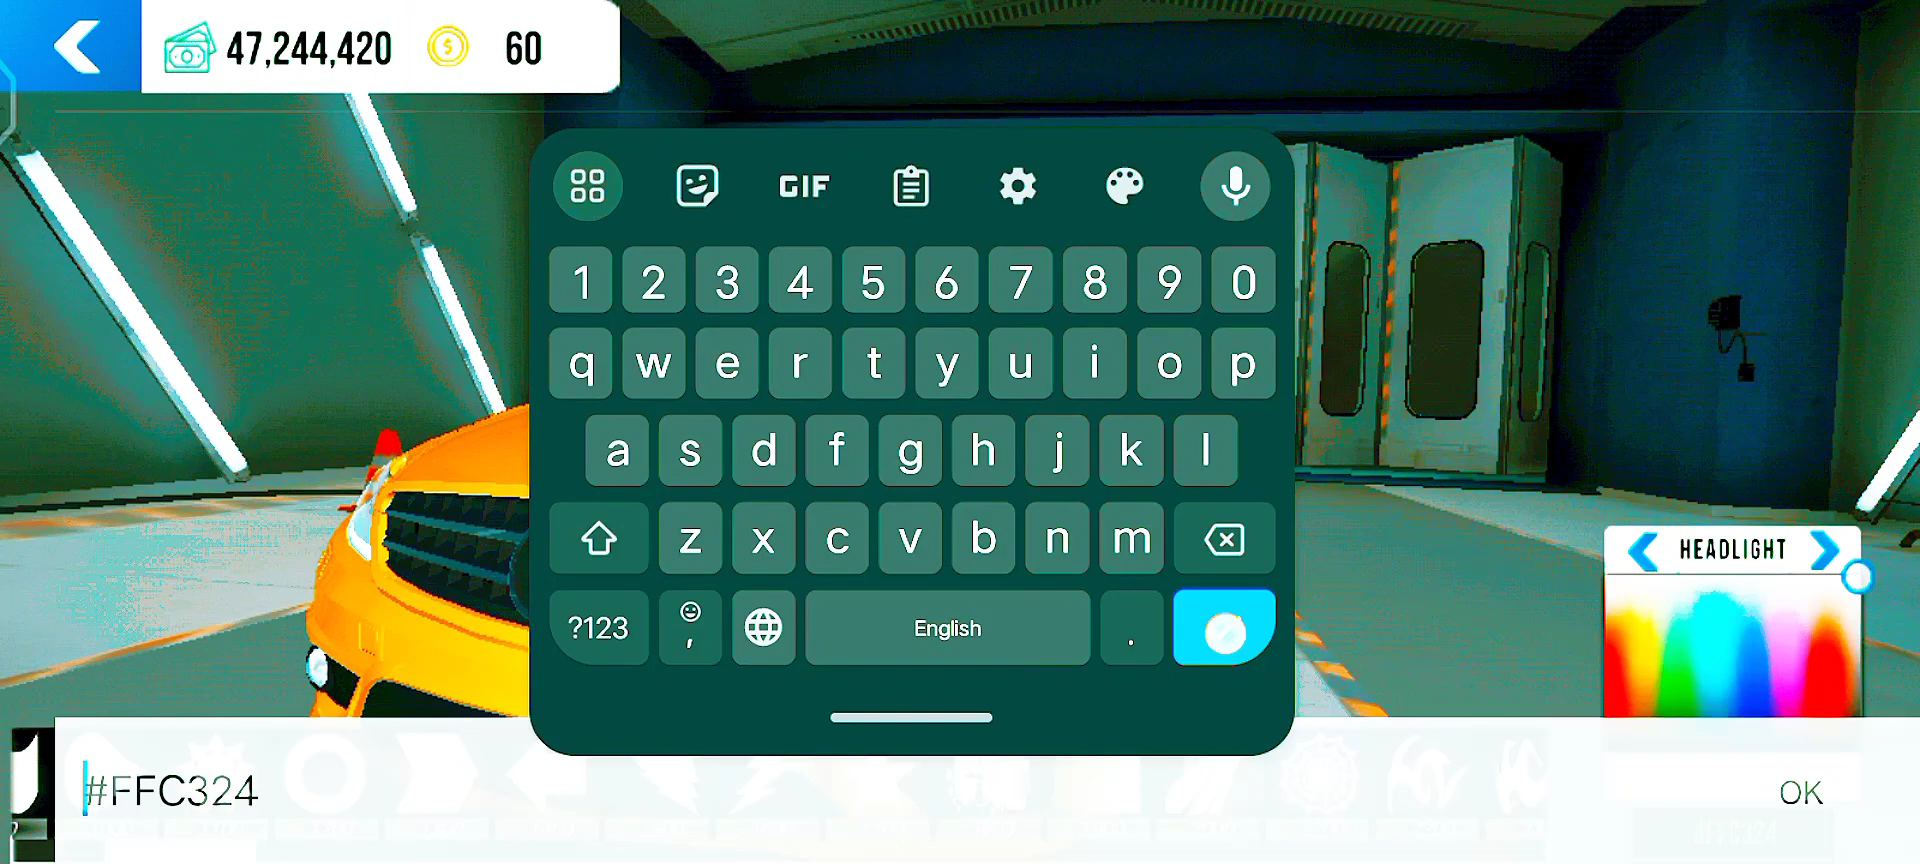 47,244,420 60
GIF
1 2 3 4 5 6 7 8 9 0
q w e r t y u i o p
a s d f g h j k l
z x c v b n m
?123 , English .
HEADLIGHT
#FFC324
OK